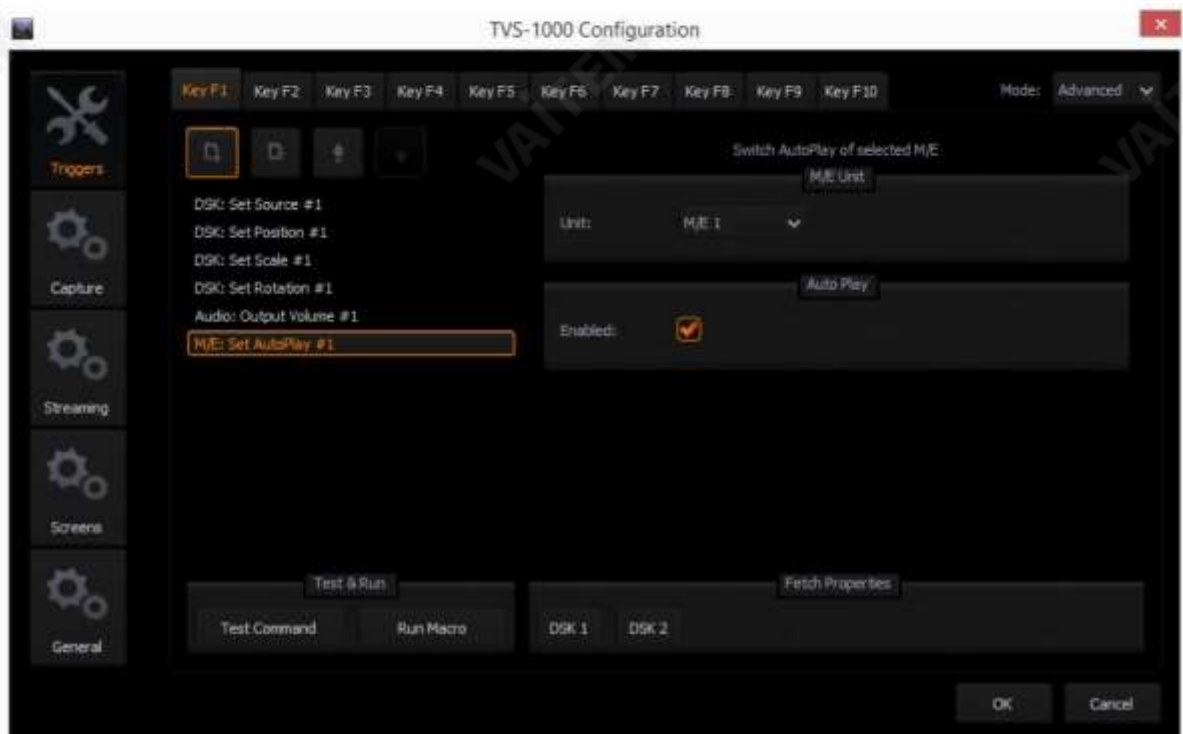 TVS-1000 Configuration
Key F1 Key F2 Key F3 Key F4 Key F5 Key F6 Key F7 Key F8 Key F9 Key F10 Mode: Advanced
Triggers
Switch AutoPlay of selected M/E
M/E Unit
DSK: Set Source #1
DSK: Set Position #1
DSK: Set Scale #1
DSK: Set Rotation #1
Audio: Output Volume #1
M/E: Set AutoPlay #1
Unit: M/E 1
Auto Play
Enabled:
Capture
Streaming
Screens
General
Test & Run
Test Command Run Macro
Fetch Properties
DSK 1 DSK 2
OK Cancel